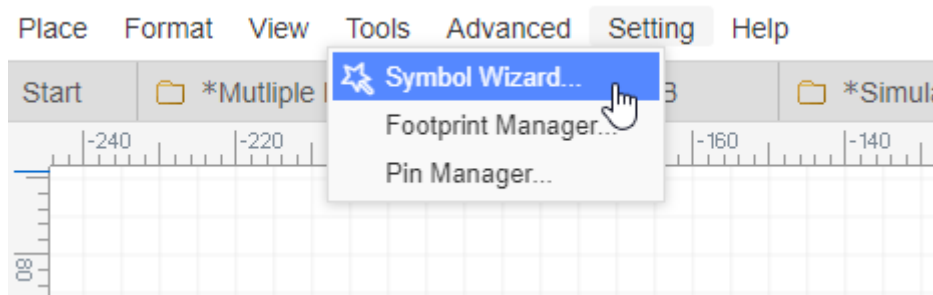 Place Format View Tools Advanced Setting Help
Start *Mutliple B *Simula
Symbol Wizard...
Footprint Manager...
Pin Manager...
-240 -220 -160 -140
80